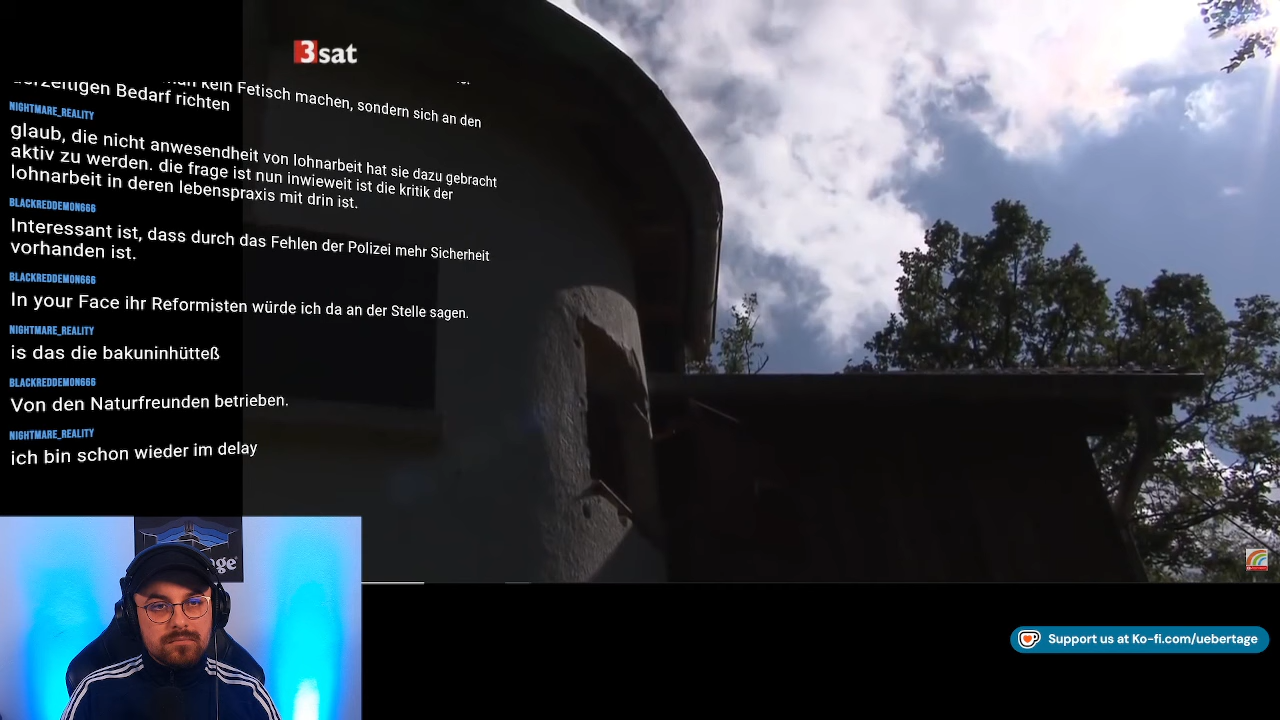 3sat
kein Fetisch machen, sondern sich an den
derzeitigen Bedarf richten
NIGHTMARE_REALITY
glaub, die nicht anwesendheit von lohnarbeit hat sie dazu gebracht
aktiv zu werden. die frage ist nun inwieweit ist die kritik der
lohnarbeit in deren lebenspraxis mit drin ist.
BLACKREDDEMON666
Interessant ist, dass durch das Fehlen der Polizei mehr Sicherheit
vorhanden ist.
BLACKREDDEMON666
In your Face ihr Reformisten würde ich da an der Stelle sagen.
NIGHTMARE_REALITY
is das die bakuninhütteß
BLACKREDDEMON666
Von den Naturfreunden betrieben.
NIGHTMARE_REALITY
ich bin schon wieder im delay
Support us at Ko-fi.com/uebertage